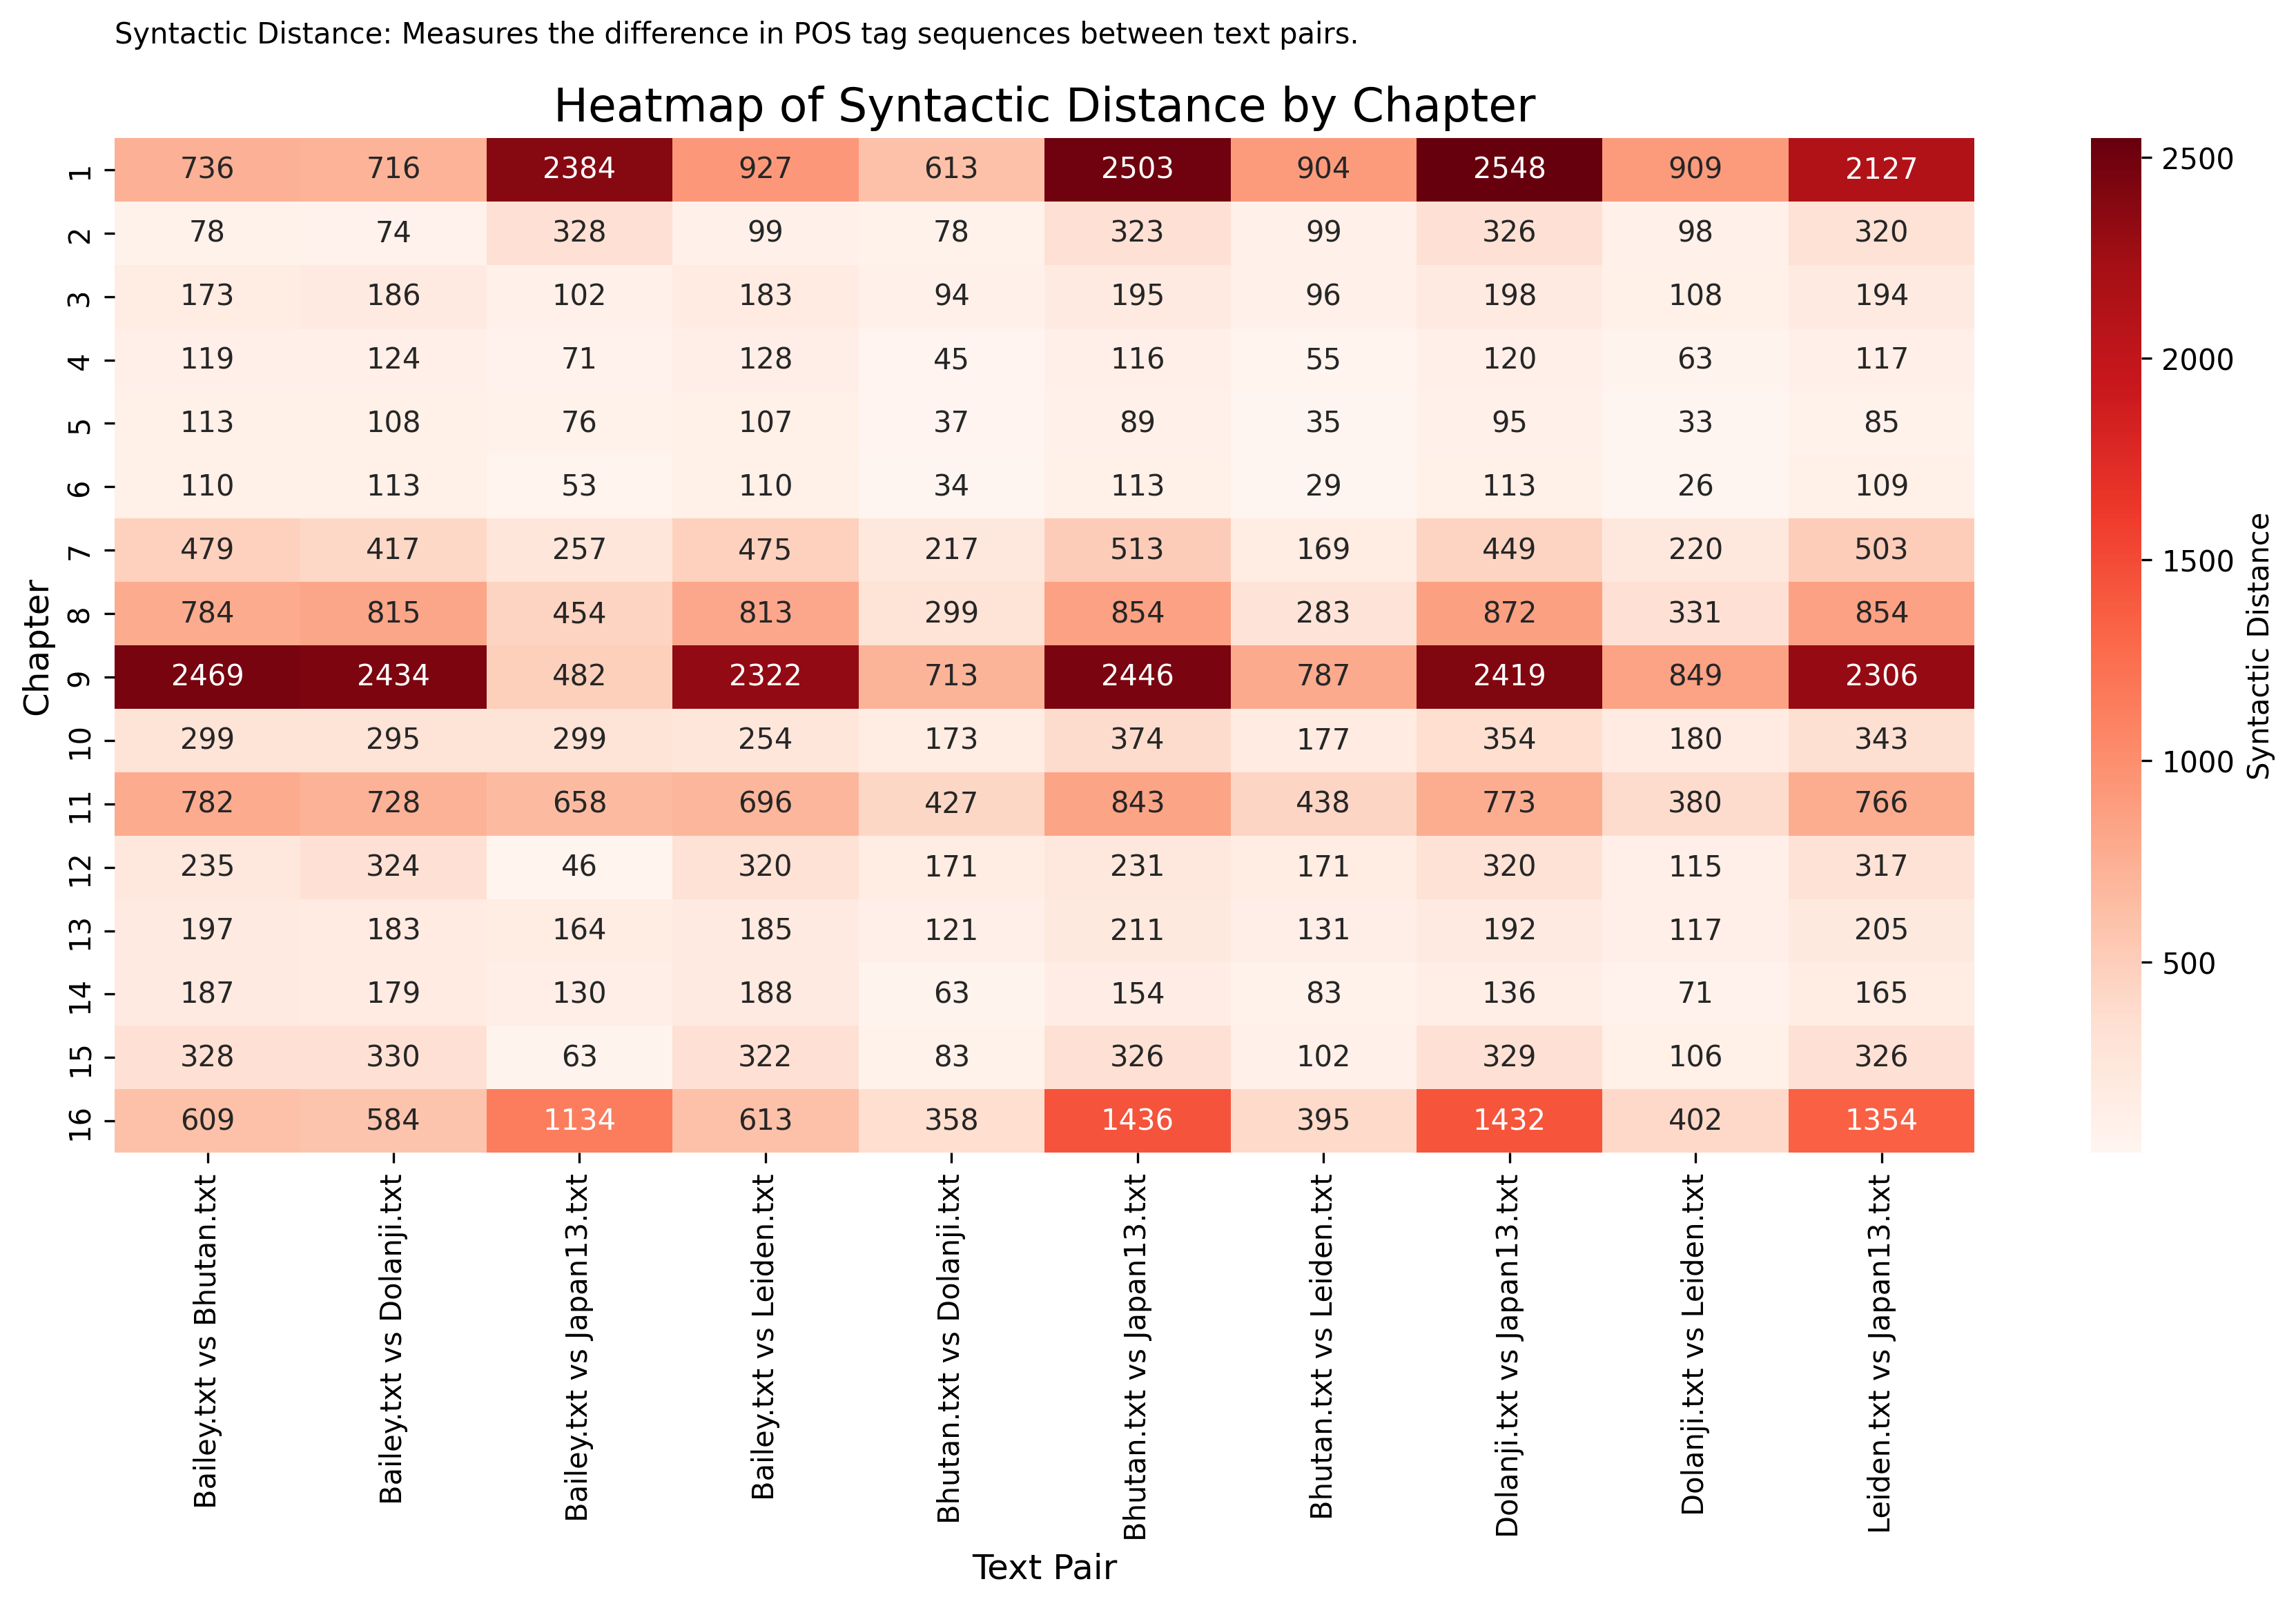 Syntactic Distance: Measures the difference in POS tag sequences between text pairs.
Heatmap of Syntactic Distance by Chapter
1 736 716 2384 927 613 2503 904 2548 909 2127
2 78 74 328 99 78 323 99 326 98 320
3 173 186 102 183 94 195 96 198 108 194
4 119 124 71 128 45 116 55 120 63 117
5 113 108 76 107 37 89 35 95 33 85
6 110 113 53 110 34 113 29 113 26 109
7 479 417 257 475 217 513 169 449 220 503
8 784 815 454 813 299 854 283 872 331 854
9 2469 2434 482 2322 713 2446 787 2419 849 2306
10 299 295 299 254 173 374 177 354 180 343
11 782 728 658 696 427 843 438 773 380 766
12 235 324 46 320 171 231 171 320 115 317
13 197 183 164 185 121 211 131 192 117 205
14 187 179 130 188 63 154 83 136 71 165
15 328 330 63 322 83 326 102 329 106 326
16 609 584 1134 613 358 1436 395 1432 402 1354
Chapter
Bailey.txt vs Bhutan.txt
Bailey.txt vs Dolanji.txt
Bailey.txt vs Japan13.txt
Bailey.txt vs Leiden.txt
Bhutan.txt vs Dolanji.txt
Bhutan.txt vs Japan13.txt
Bhutan.txt vs Leiden.txt
Dolanji.txt vs Japan13.txt
Dolanji.txt vs Leiden.txt
Leiden.txt vs Japan13.txt
Text Pair
2500
2000
1500
1000
500
Syntactic Distance